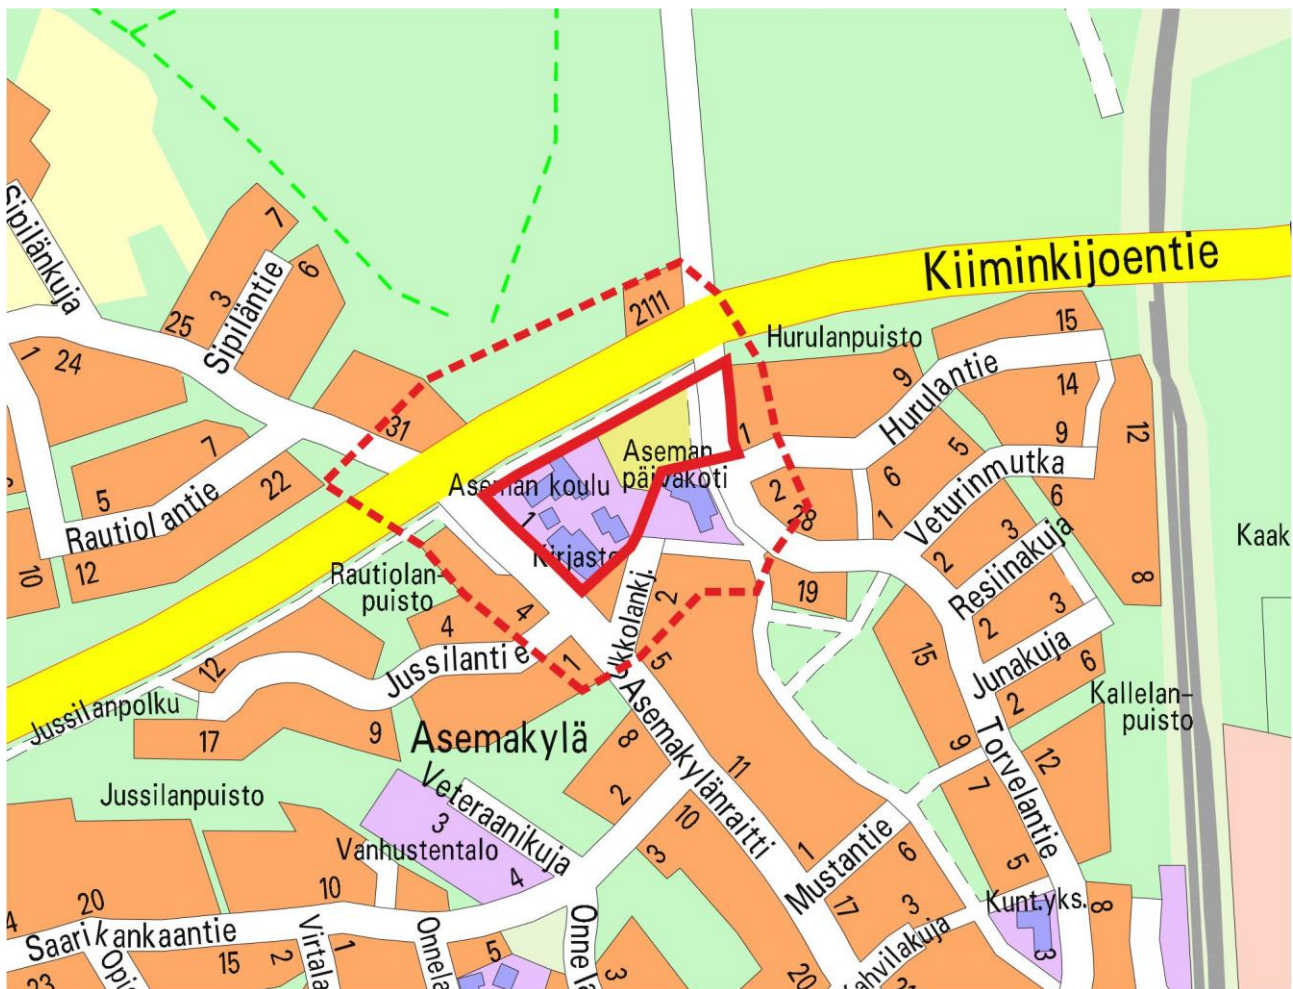 Sipilänkuja
7
6
3
Sipiläntie
25
1
24
31
2111
Kiiminkijoentie
Hurulanpuisto
15
9
Hurulantie
14
9
12
7
5
22
Rautiolantie
10
12
Aseman koulu
1
Aseman
päiväkoti
Kirjasto
1
2
28
6
5
1
Veturinmutka
6
3
2
Resiinakuja
8
Kaak
19
Rautiolan-
puisto
4
4
2
3
2
Junakuja
6
2
Kallelan-
puisto
15
12
Jussilantie
1
5
Jussilanpolku
17
9
Asemakylä
8
2
Asemakylänraitti
11
9
7
12
Torvelantie
Jussilanpuisto
Veteraanikuja
3
Vanhustentalo
4
10
3
1
Mustantie
6
5
17
3
Kunt.yks.
8
3
20
10
Saarikankaantie
15
2
Virtala
1
Onnela
5
Onnela
3
20
23